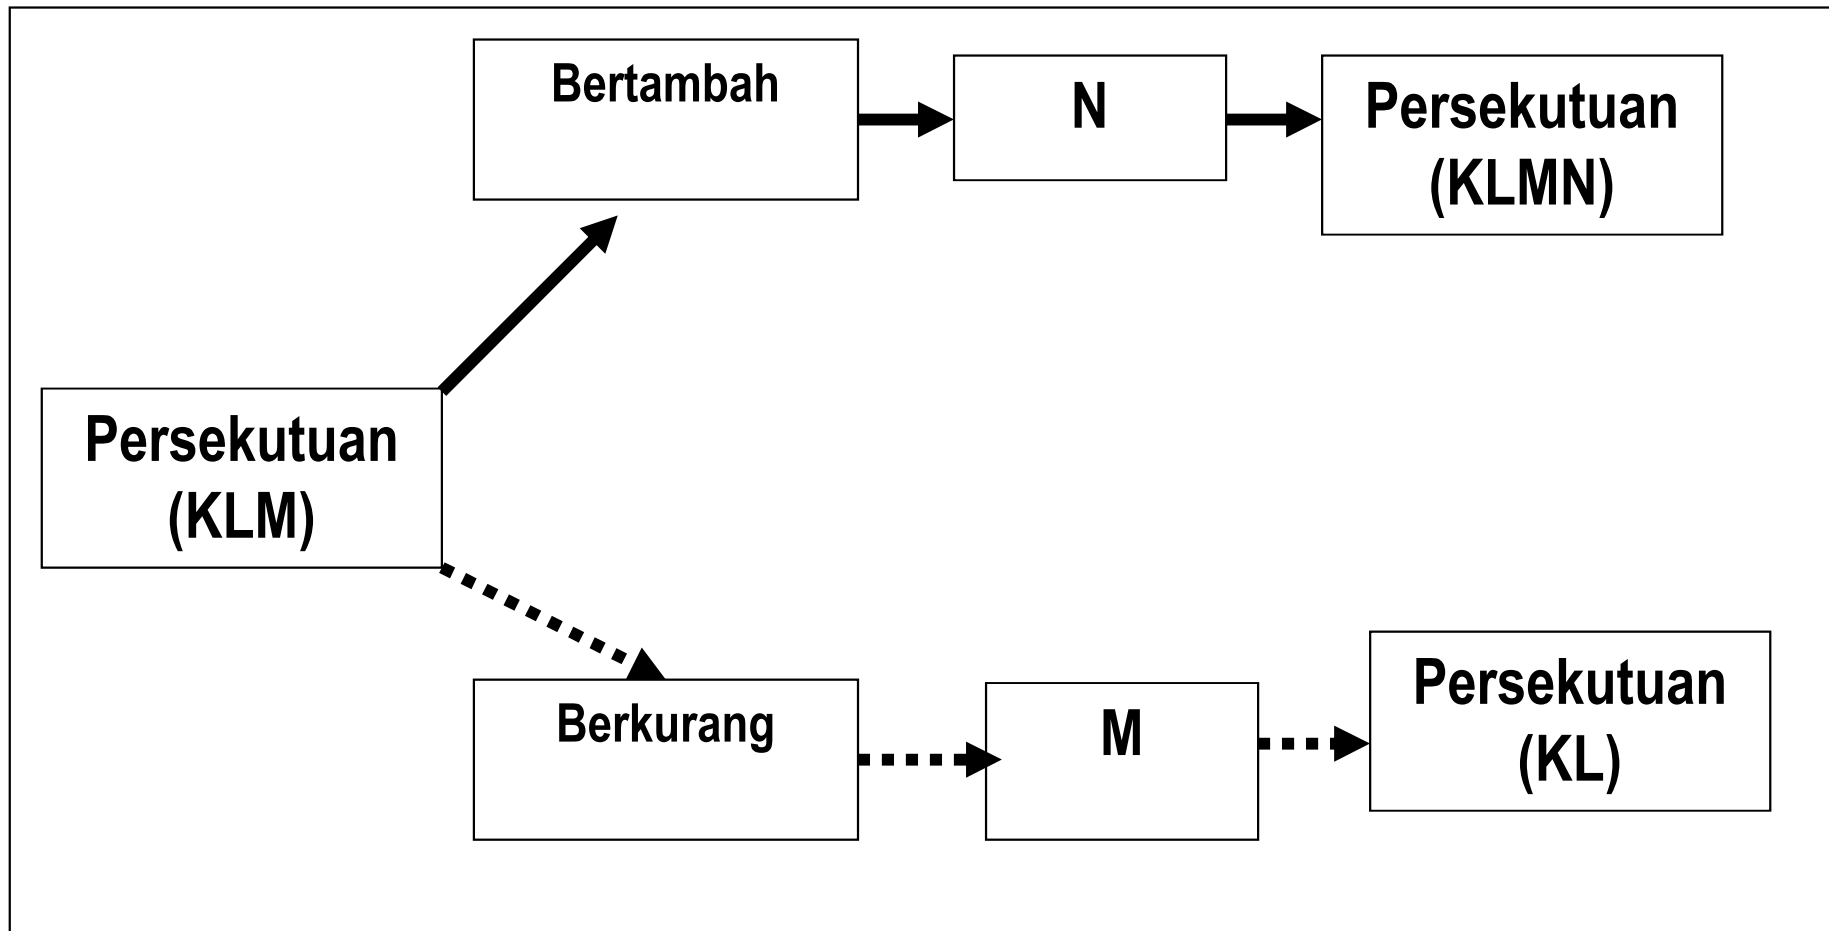 Bertambah
N
Persekutuan
(KLMN)
Persekutuan
(KLM)
Berkurang
M
Persekutuan
(KL)